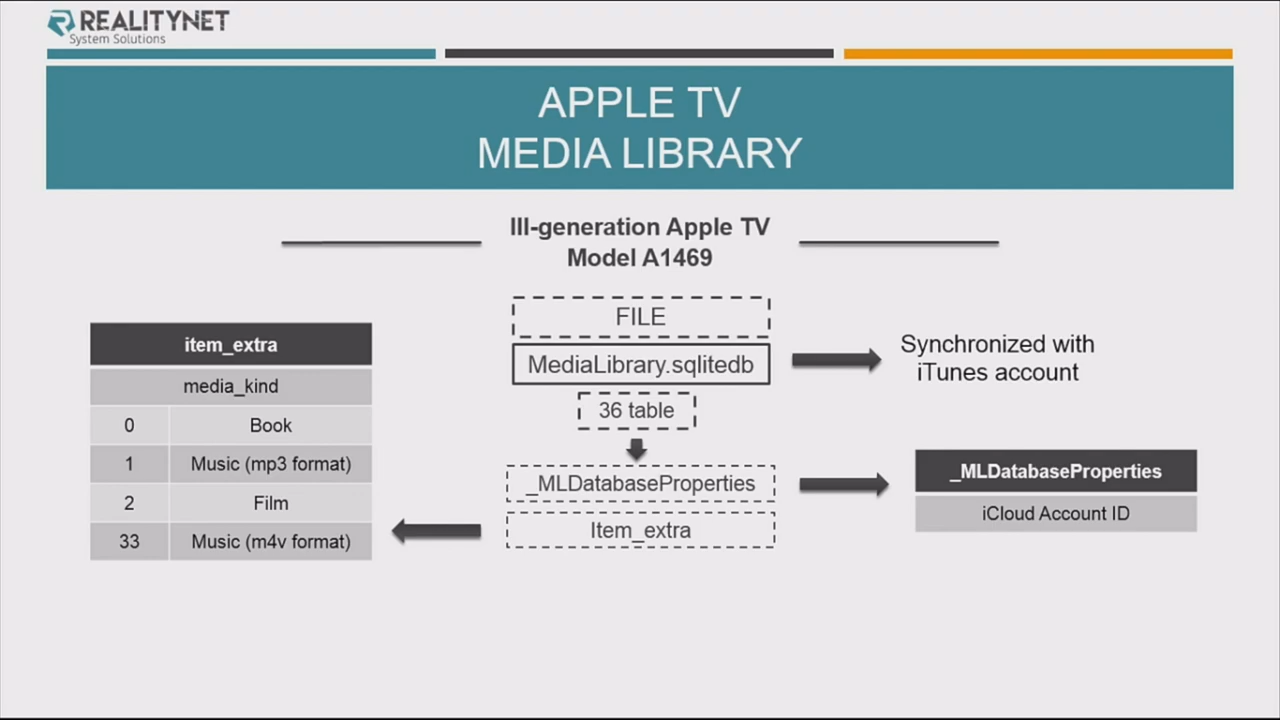 REALITYNET
System Solutions
APPLE TV
MEDIA LIBRARY
III-generation Apple TV
Model A1469
FILE
MediaLibrary.sqlitedb
36 table
_MLDatabaseProperties
Item_extra
Synchronized with
iTunes account
item_extra
media_kind
0 Book
1 Music (mp3 format)
2 Film
33 Music (m4v format)
_MLDatabaseProperties
iCloud Account ID